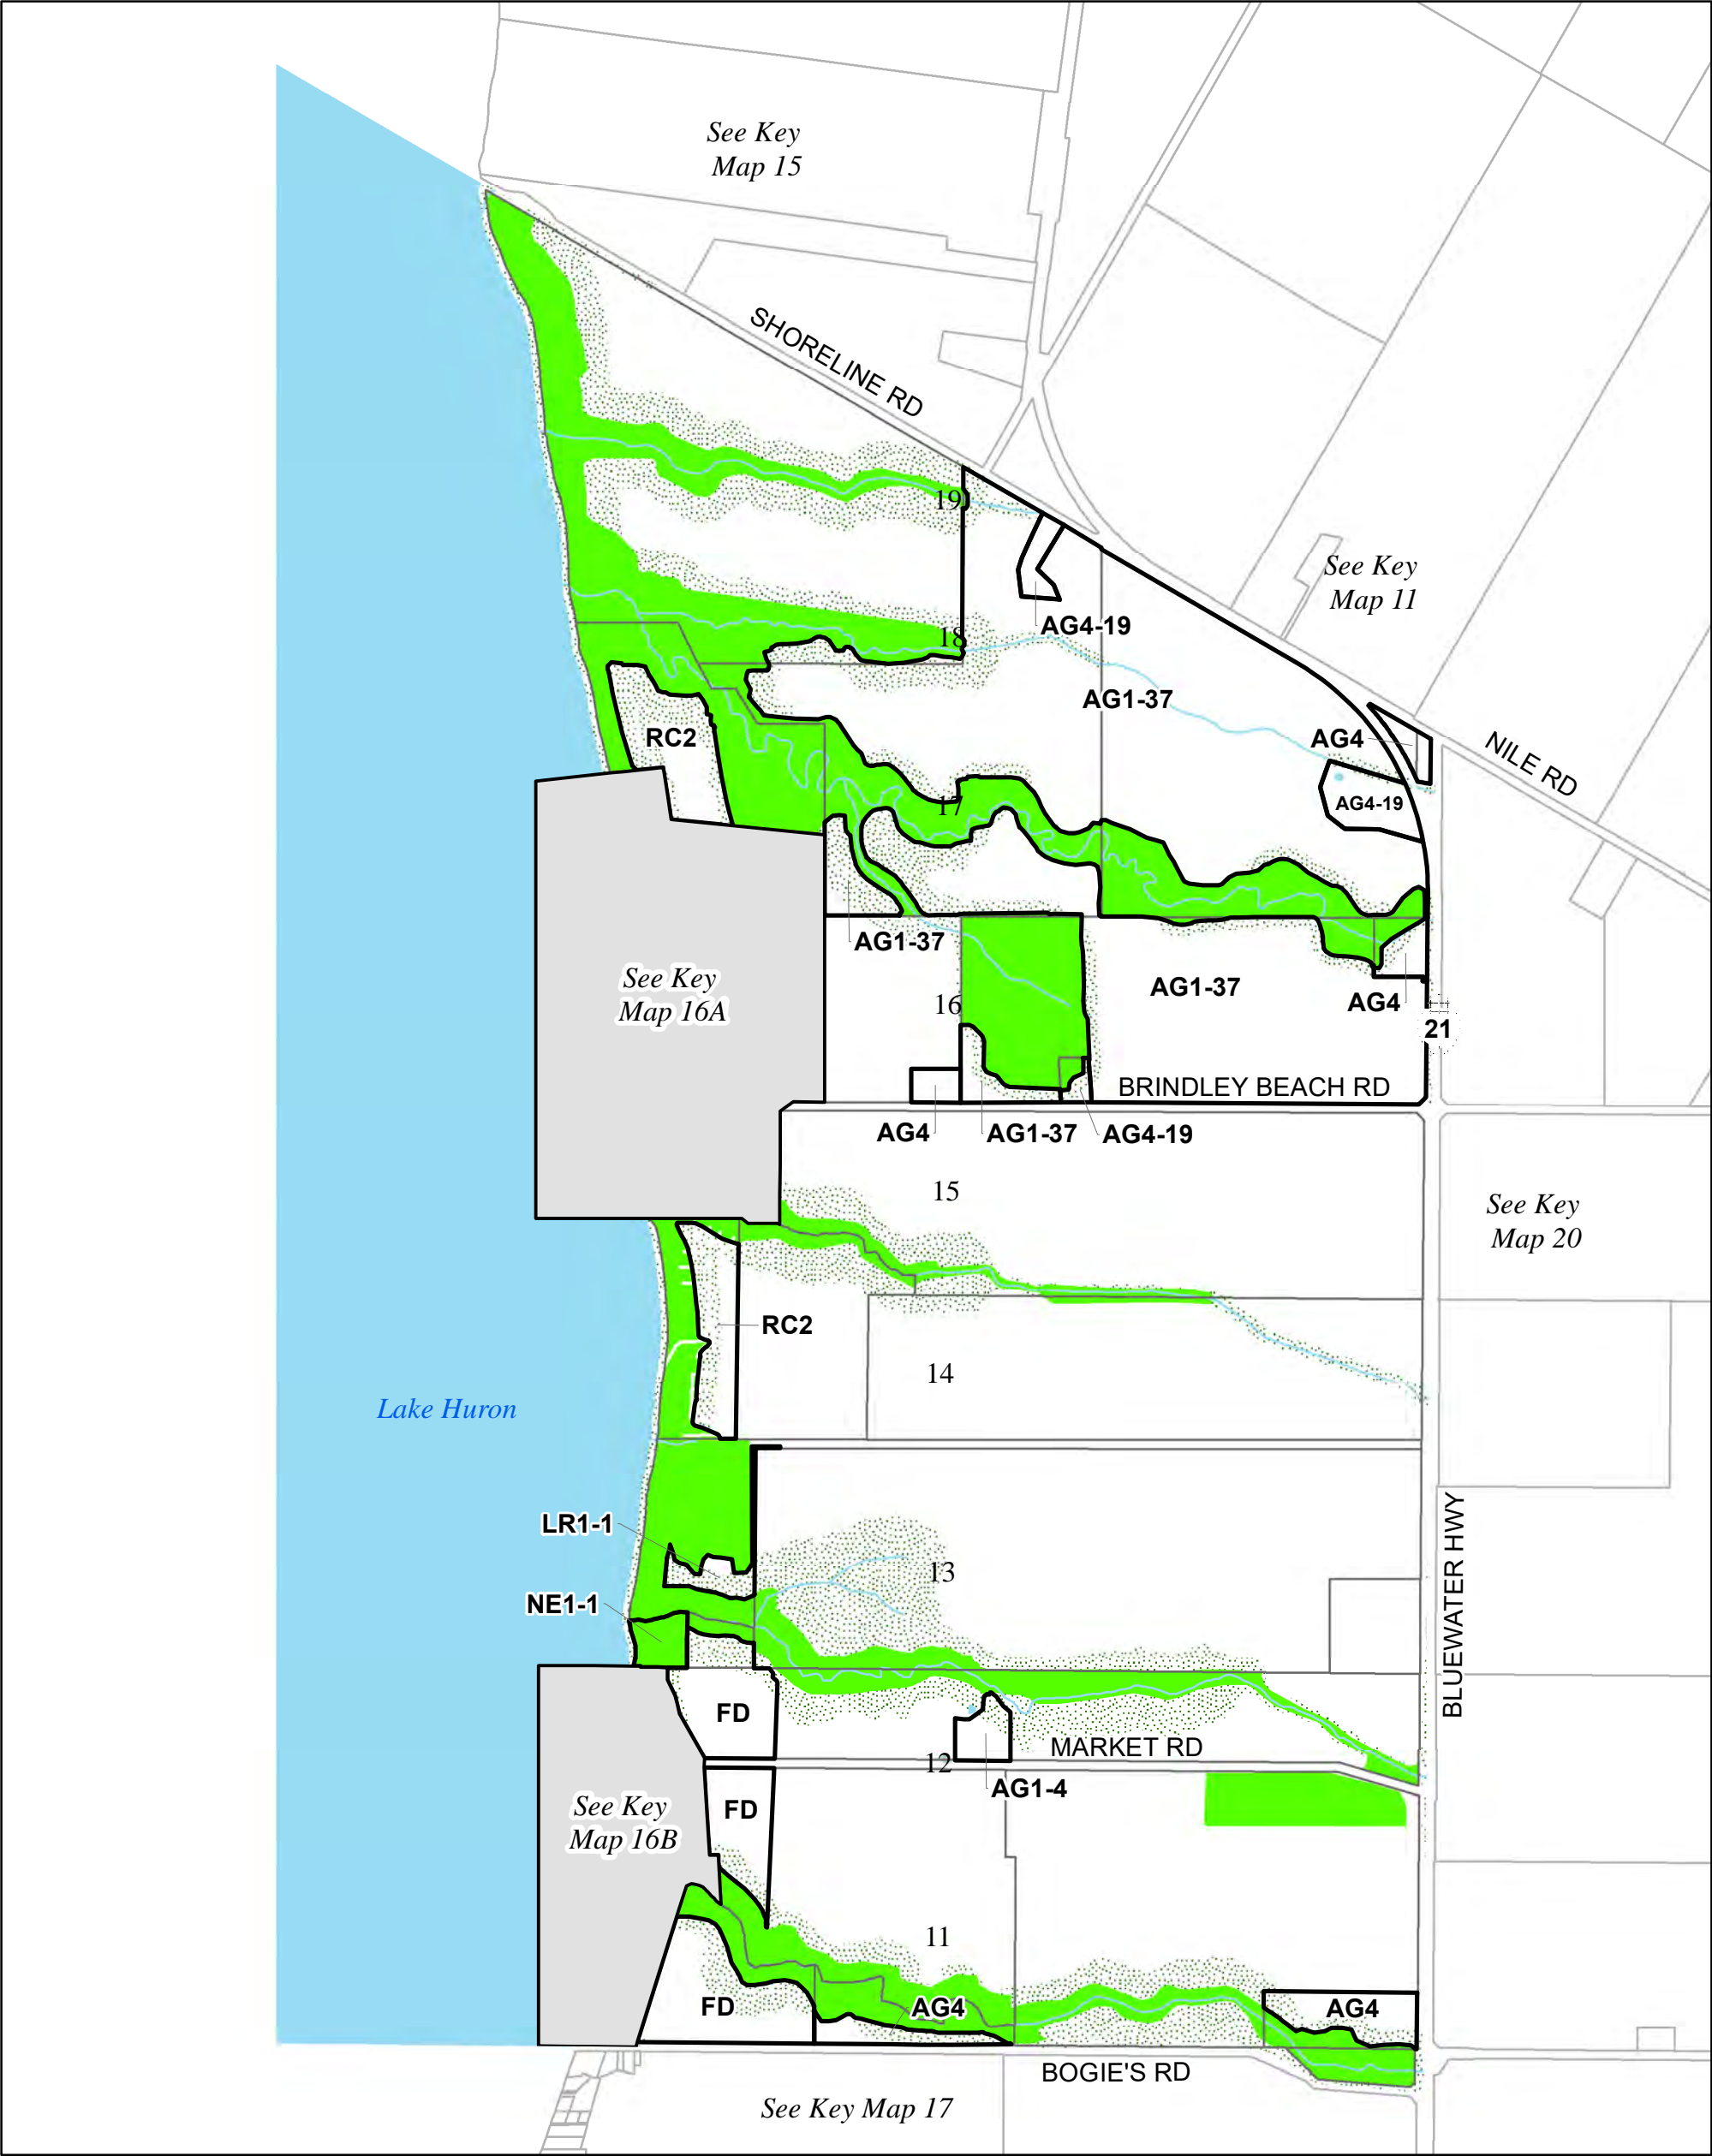 See Key
Map 15
SHORELINE RD
19
See Key
Map 11
AG4-19
18
AG1-37
RC2
AG4
NILE RD
AG4-19
17
AG1-37
See Key
Map 16A
AG1-37
16
AG4
21
BRINDLEY BEACH RD
AG4
AG1-37
AG4-19
15
See Key
Map 20
RC2
14
Lake Huron
LR1-1
13
NE1-1
BLUEWATER HWY
FD
MARKET RD
12
AG1-4
See Key
Map 16B
FD
11
FD
AG4
AG4
BOGIE'S RD
See Key Map 17